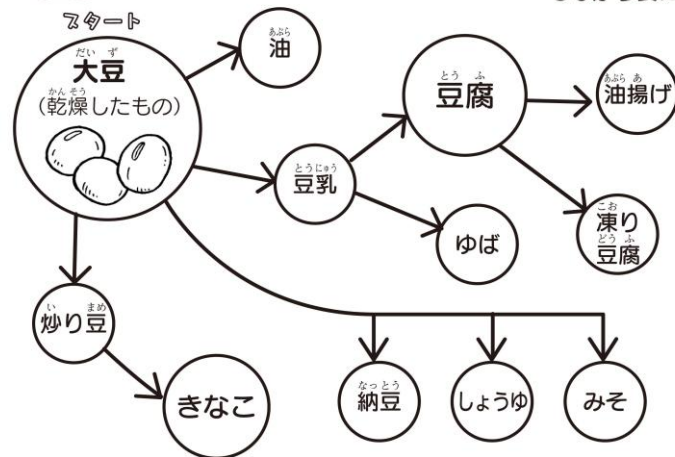 スタート
大豆
だいず
(乾燥したもの)
かんそう
油
あぶら
豆乳
とうにゅう
豆腐
とうふ
油揚げ
あぶらあ
凍り
こお
豆腐
どうふ
ゆば
炒り豆
い まめ
きなこ
納豆
なっとう
しょうゆ
みそ